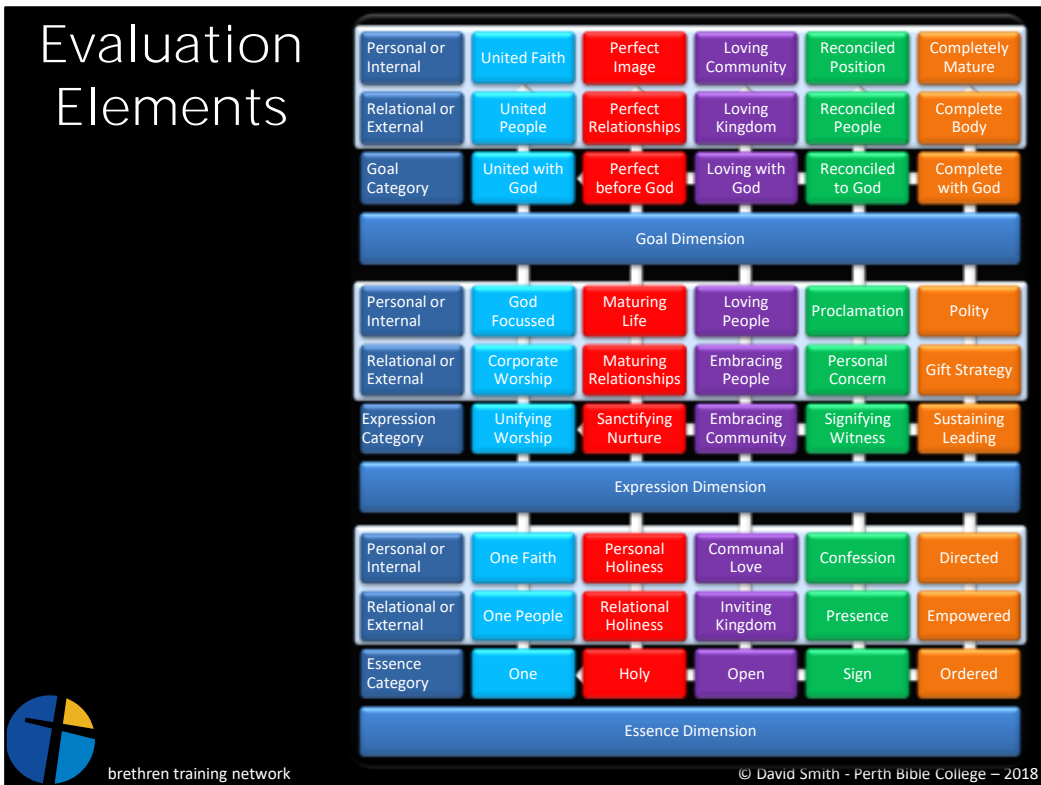 Evaluation
Elements
Personal or
Internal
United Faith
Perfect
Image
Loving
Community
Reconciled
Position
Completely
Mature
Relational or
External
United
People
Perfect
Relationships
Loving
Kingdom
Reconciled
People
Complete
Body
Goal
Category
United with
God
Perfect
before God
Loving with
God
Reconciled
to God
Complete
with God
Goal Dimension
Personal or
Internal
God
Focussed
Maturing
Life
Loving
People
Proclamation
Polity
Relational or
External
Corporate
Worship
Maturing
Relationships
Embracing
People
Personal
Concern
Gift Strategy
Expression
Category
Unifying
Worship
Sanctifying
Nurture
Embracing
Community
Signifying
Witness
Sustaining
Leading
Expression Dimension
Personal or
Internal
One Faith
Personal
Holiness
Communal
Love
Confession
Directed
Relational or
External
One People
Relational
Holiness
Inviting
Kingdom
Presence
Empowered
Essence
Category
One
Holy
Open
Sign
Ordered
Essence Dimension
brethren training network
© David Smith - Perth Bible College – 2018